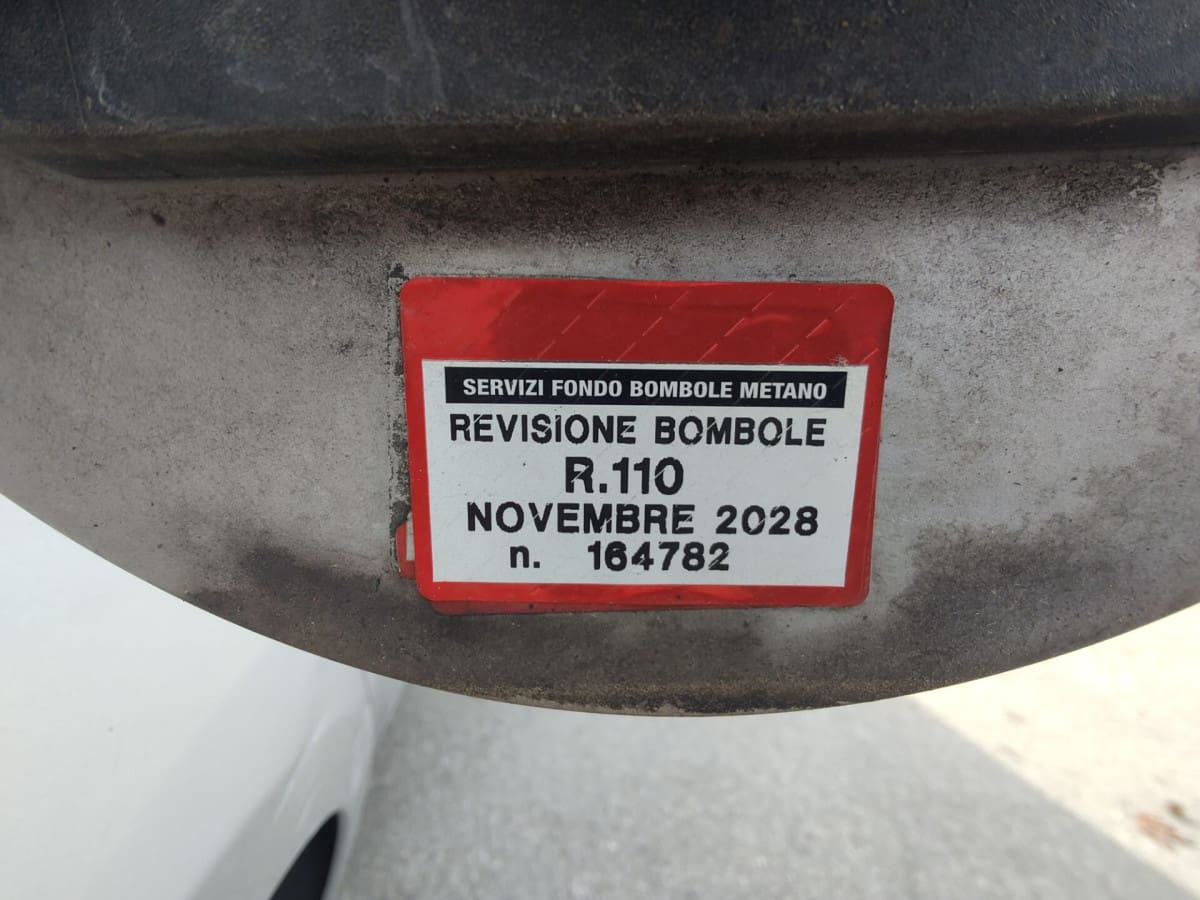 SERVIZI FONDO BOMBOLE METANO
REVISIONE BOMBOLE
R.110
NOVEMBRE 2028
n. 164782